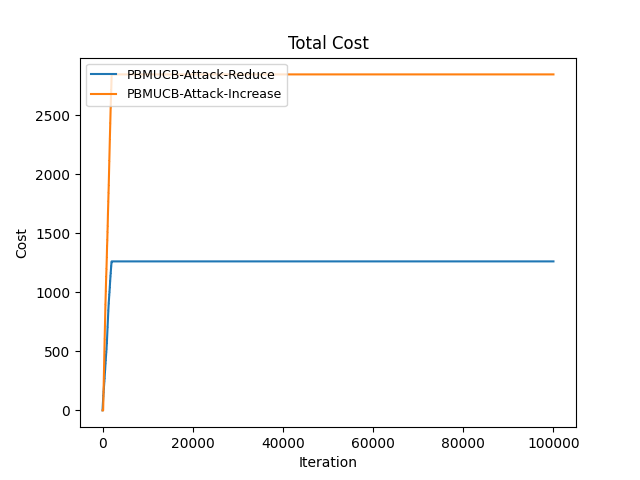 Total Cost
PBMUCB-Attack-Reduce
PBMUCB-Attack-Increase
2500
2000
1500
1000
500
0
Cost
0 20000 40000 60000 80000 100000
Iteration